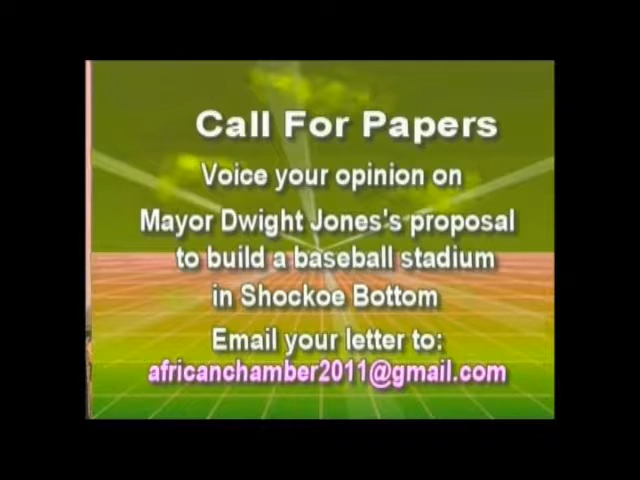 Call For Papers
Voice your opinion on
Mayor Dwight Jones's proposal
to build a baseball stadium
in Shockoe Bottom
Email your letter to:
africanchamber2011@gmail.com